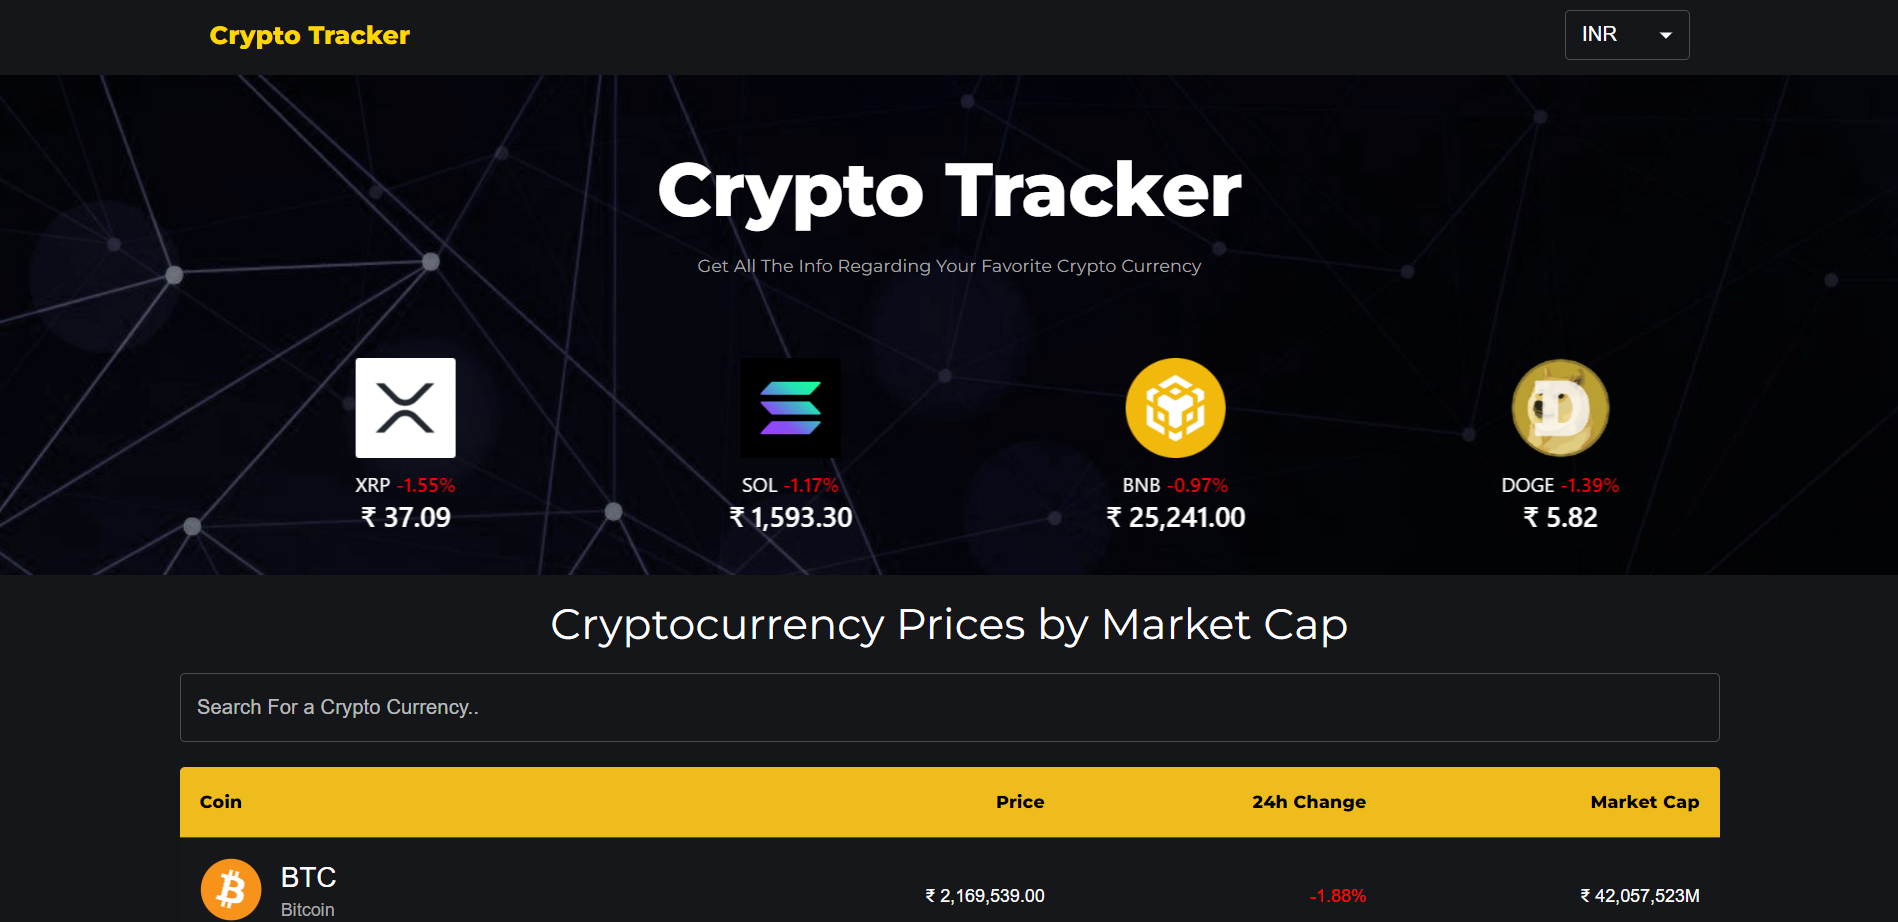 Crypto Tracker
INR
Crypto Tracker
Get All The Info Regarding Your Favorite Crypto Currency
XRP -1.55% SOL -1.17% BNB -0.97% DOGE -1.39%
₹ 37.09 ₹ 1,593.30 ₹ 25,241.00 ₹ 5.82
Cryptocurrency Prices by Market Cap
Search For a Crypto Currency..
Coin Price 24h Change Market Cap
BTC
₹ 2,169,539.00 -1.88% ₹ 42,057,523M
Bitcoin